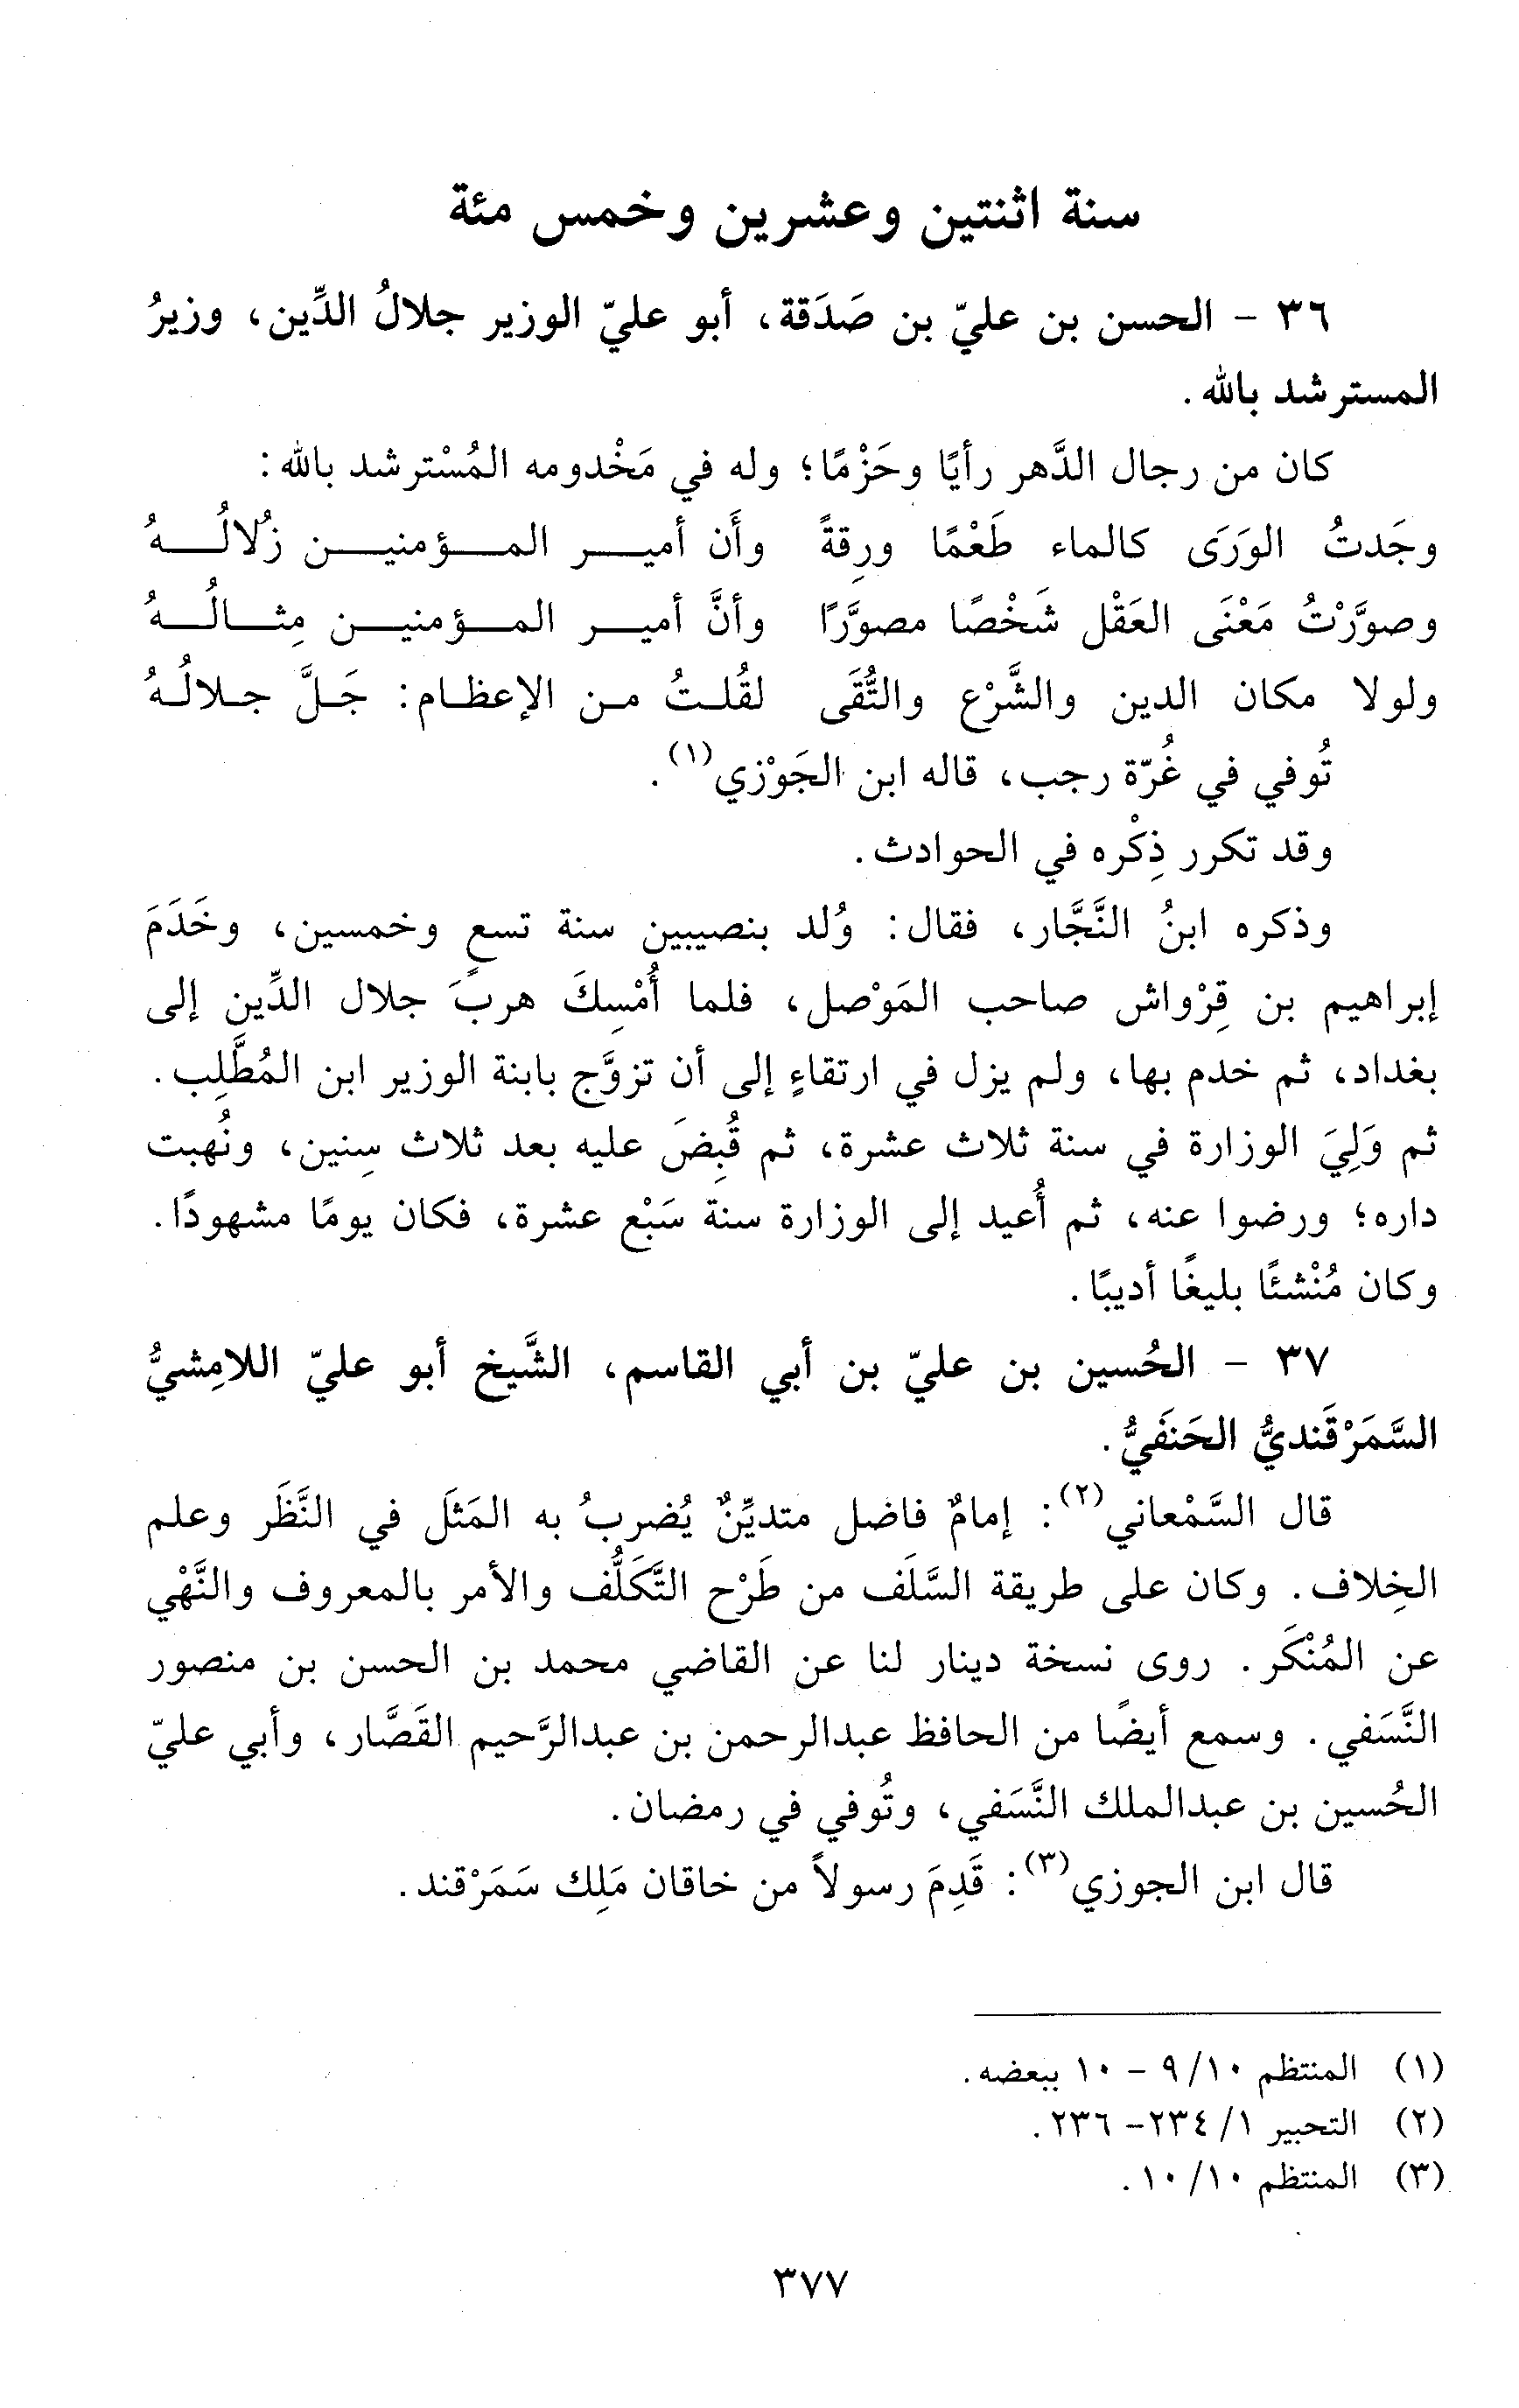 سنة اثنتين وعشرين وخمس مئة
٣٦ - الحسن بن عليّ بن صَدَقة، أبو عليّ الوزير جلالُ الدِّين، وزيرُ
المسترشد بالله.
كان من رجال الدَّهر رأيًا وحَزْمًا؛ وله في مَخْدومه المُسْترشد بالله:
وجَدتُ الوَرَى كالماء طَعْمًا ورِقةً وأَن أميـر المـؤمنيـن زُلالُـهُ
وصوَّرْتُ مَعْنَى العَقْل شَخْصًا مصوَّرًا وأنَّ أميـر المـؤمنيـن مِثـالُـهُ
ولولا مكان الدين والشَّرْع والتُّقَى لقُلـتُ مـن الإعظـام: جَـلَّ جـلالُـهُ
تُوفي في غُرّة رجب، قاله ابن الجَوْزي(١).
وقد تكرر ذِكْره في الحوادث.
وذكره ابنُ النَّجَّار، فقال: وُلد بنصيبين سنة تسعٍ وخمسين، وخَدَمَ
إبراهيم بن قِرْواش صاحب المَوْصل، فلما أُمْسِكَ هربَ جلال الدِّين إلى
بغداد، ثم خدم بها، ولم يزل في ارتقاءٍ إلى أن تزوَّج بابنة الوزير ابن المُطَّلِب.
ثم وَلِيَ الوزارة في سنة ثلاث عشرة، ثم قُبِضَ عليه بعد ثلاث سِنين، ونُهبت
داره؛ ورضوا عنه، ثم أُعيد إلى الوزارة سنة سَبْع عشرة، فكان يومًا مشهودًا.
وكان مُنْشئًا بليغًا أديبًا.
٣٧ - الحُسين بن عليّ بن أبي القاسم، الشَّيخ أبو عليّ اللامِشيُّ
السَّمَرْقَنديُّ الحَنَفيُّ.
قال السَّمْعاني(٢): إمامٌ فاضل متديِّنٌ يُضربُ به المَثَل في النَّظَر وعلم
الخِلاف. وكان على طريقة السَّلَف من طَرْح التَّكَلُّف والأمر بالمعروف والنَّهْي
عن المُنْكَر. روى نسخة دينار لنا عن القاضي محمد بن الحسن بن منصور
النَّسَفي. وسمع أيضًا من الحافظ عبدالرحمن بن عبدالرَّحيم القَصَّار، وأبي عليّ
الحُسين بن عبدالملك النَّسَفي، وتُوفي في رمضان.
قال ابن الجوزي(٣): قَدِمَ رسولاً من خاقان مَلِك سَمَرْقند.
(١) المنتظم ١٠/ ٩ - ١٠ ببعضه.
(٢) التحبير ١/ ٢٣٤- ٢٣٦.
(٣) المنتظم ١٠/ ١٠.
٣٧٧